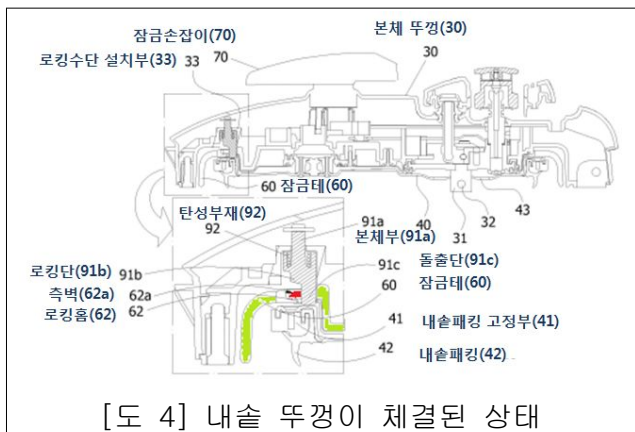 잠금손잡이(70)
본체 뚜껑(30)
로킹수단 설치부(33) 33
70
30
60 잠금테(60)
40
43
32
31
탄성부재(92)
92
91a
본체부(91a)
로킹단(91b) 91b
91c
돌출단(91c)
측벽(62a) 62a
60
잠금테(60)
로킹홈(62) 62
41
내솥패킹 고정부(41)
42
내솥패킹(42)
[도 4] 내솥 뚜껑이 체결된 상태